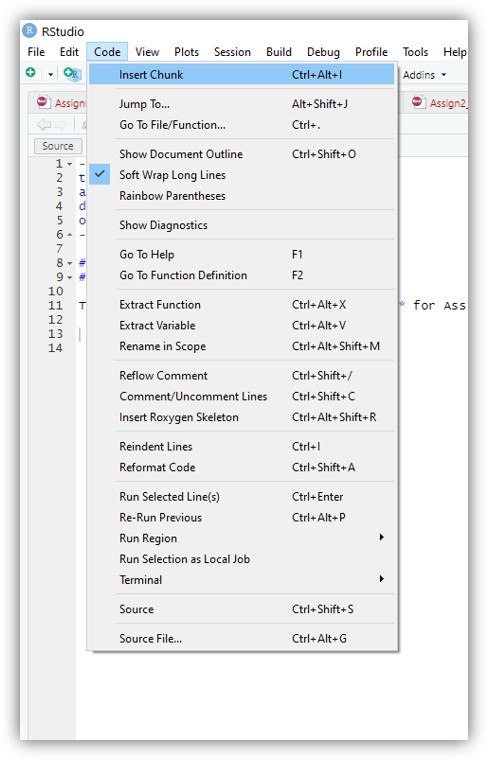 RStudio
File Edit Code View Plots Session Build Debug Profile Tools Help
Addins
Insert Chunk Ctrl+Alt+I
Jump To... Alt+Shift+J
Go To File/Function... Ctrl+.
Show Document Outline Ctrl+Shift+O
Soft Wrap Long Lines
Rainbow Parentheses
Show Diagnostics
Go To Help F1
Go To Function Definition F2
Extract Function Ctrl+Alt+X
Extract Variable Ctrl+Alt+V
Rename in Scope Ctrl+Alt+Shift+M
Reflow Comment Ctrl+Shift+/
Comment/Uncomment Lines Ctrl+Shift+C
Insert Roxygen Skeleton Ctrl+Alt+Shift+R
Reindent Lines Ctrl+I
Reformat Code Ctrl+Shift+A
Run Selected Line(s) Ctrl+Enter
Re-Run Previous Ctrl+Alt+P
Run Region
Run Selection as Local Job
Terminal
Source Ctrl+Shift+S
Source File... Ctrl+Alt+G
Assign Assign2_
Source
1 -
2 t
3 a
4 d
5 o
6 -
7
8 #
9 #
10
11 T * for Ass
12
13
14